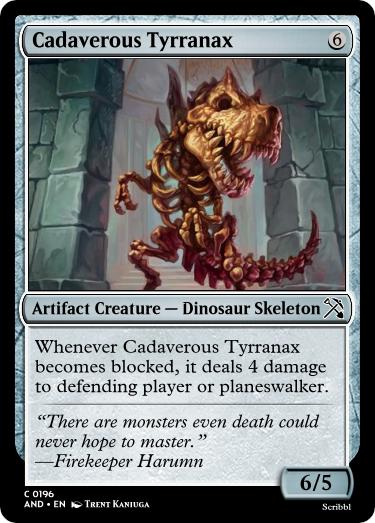 Cadaverous Tyrranax 6
Artifact Creature — Dinosaur Skeleton
Whenever Cadaverous Tyrranax
becomes blocked, it deals 4 damage
to defending player or planeswalker.
“There are monsters even death could
never hope to master.”
—Firekeeper Harumn
6/5
C 0196
AND • EN Trent Kaniuga
Scribbl